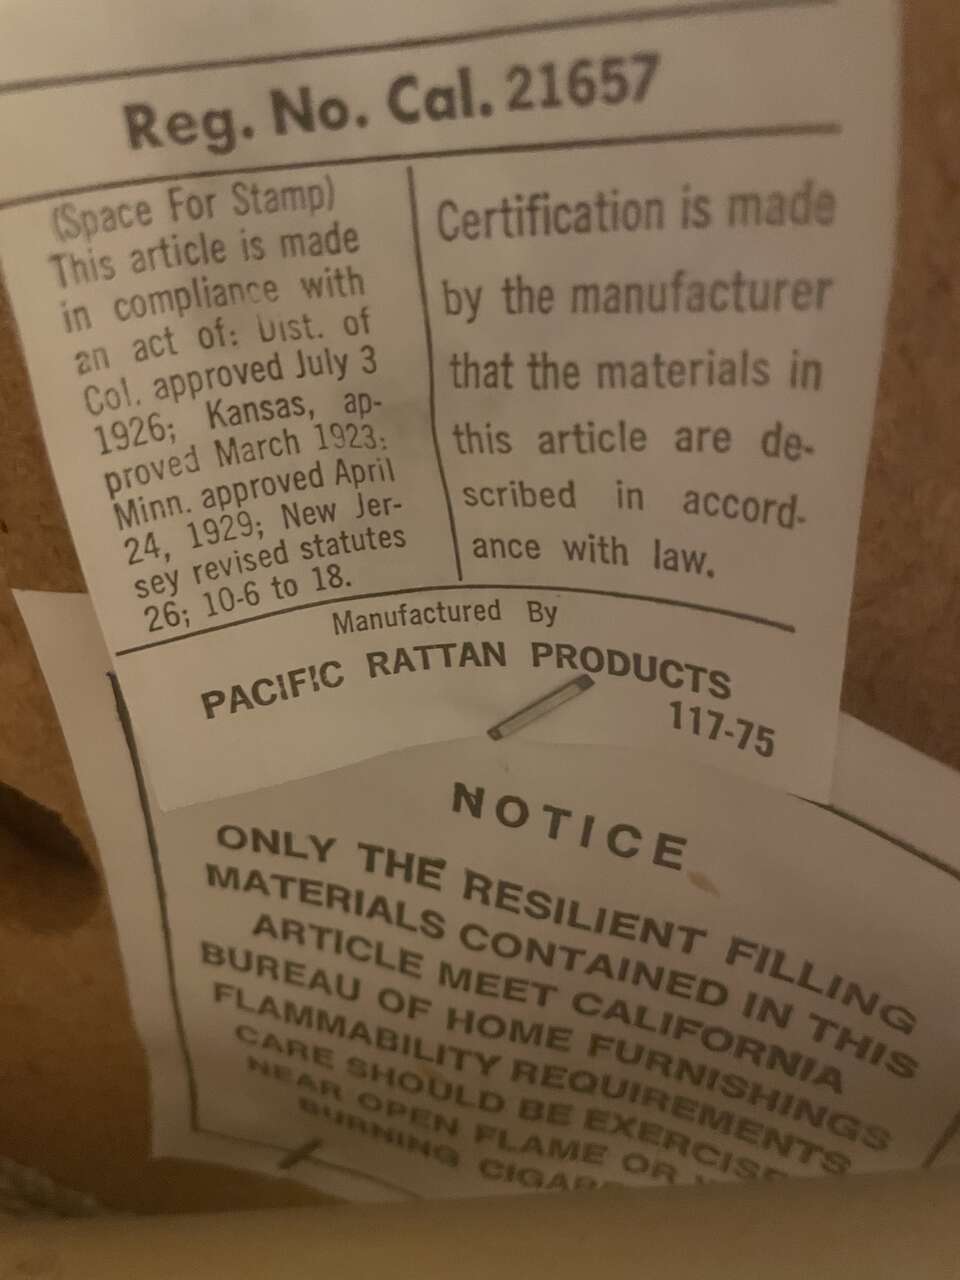 Reg. No. Cal. 21657
(Space For Stamp)
This article is made
in compliance with
an act of: Dist. of
Col. approved July 3
1926; Kansas, ap-
proved March 1923:
Minn. approved April
24, 1929; New Jer-
sey revised statutes
26; 10-6 to 18.
Certification is made
by the manufacturer
that the materials in
this article are de-
scribed in accord-
ance with law.
Manufactured By
PACIFIC RATTAN PRODUCTS
117-75
NOTICE
ONLY THE RESILIENT FILLING
MATERIALS CONTAINED IN THIS
ARTICLE MEET CALIFORNIA
BUREAU OF HOME FURNISHINGS
FLAMMABILITY REQUIREMENTS
CARE SHOULD BE EXERCISE
NEAR OPEN FLAME OR
BURNING CIGAR